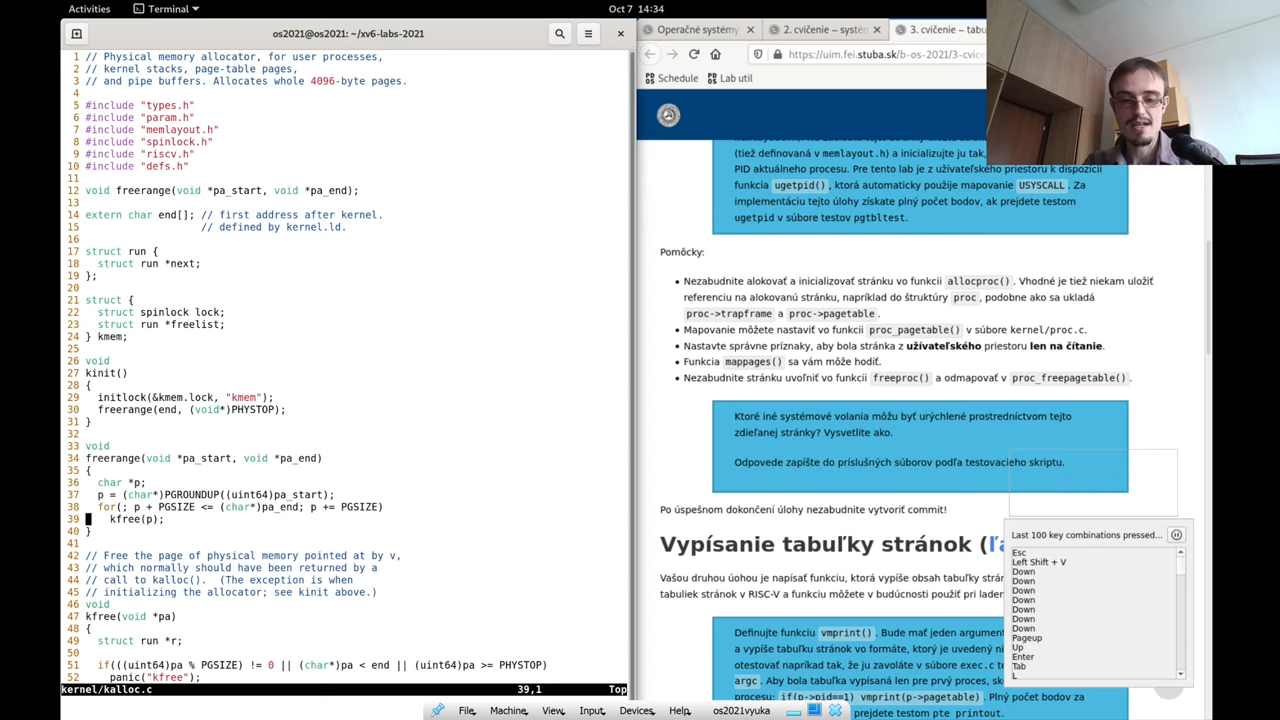 Activities
Terminal
Oct 7 14:34
os2021@os2021: ~/xv6-labs-2021
1 // Physical memory allocator, for user processes,
2 // kernel stacks, page-table pages,
3 // and pipe buffers. Allocates whole 4096-byte pages.
4
5 #include "types.h"
6 #include "param.h"
7 #include "memlayout.h"
8 #include "spinlock.h"
9 #include "riscv.h"
10 #include "defs.h"
11
12 void freerange(void *pa_start, void *pa_end);
13
14 extern char end[]; // first address after kernel.
15 // defined by kernel.ld.
16
17 struct run {
18 struct run *next;
19 };
20
21 struct {
22 struct spinlock lock;
23 struct run *freelist;
24 } kmem;
25
26 void
27 kinit()
28 {
29 initlock(&kmem.lock, "kmem");
30 freerange(end, (void*)PHYSTOP);
31 }
32
33 void
34 freerange(void *pa_start, void *pa_end)
35 {
36 char *p;
37 p = (char*)PGROUNDUP((uint64)pa_start);
38 for(; p + PGSIZE <= (char*)pa_end; p += PGSIZE)
39 kfree(p);
40 }
41
42 // Free the page of physical memory pointed at by v,
43 // which normally should have been returned by a
44 // call to kalloc(). (The exception is when
45 // initializing the allocator; see kinit above.)
46 void
47 kfree(void *pa)
48 {
49 struct run *r;
50
51 if(((uint64)pa % PGSIZE) != 0 || (char*)pa < end || (uint64)pa >= PHYSTOP)
52 panic("kfree");
kernel/kalloc.c 39,1 Top
Operačné systémy
2. cvičenie – systém
3. cvičenie – tabu
https://uim.fei.stuba.sk/b-os-2021/3-cvice
Schedule
Lab util
(tiež definovaná v memlayout.h) a inicializujte ju tak,
PID aktuálneho procesu. Pre tento lab je z užívateľského priestoru k dispozícii
funkcia ugetpid(), ktorá automaticky použije mapovanie USYSCALL. Za
implementáciu tejto úlohy získate plný počet bodov, ak prejdete testom
ugetpid v súbore testov pgtbltest.
Pomôcky:
Nezabudnite alokovať a inicializovať stránku vo funkcii allocproc(). Vhodné je tiež niekam uložiť
referenciu na alokovanú stránku, napríklad do štruktúry proc, podobne ako sa ukladá
proc->trapframe a proc->pagetable.
Mapovanie môžete nastaviť vo funkcii proc_pagetable() v súbore kernel/proc.c.
Nastavte správne príznaky, aby bola stránka z užívateľského priestoru len na čítanie.
Funkcia mappages() sa vám môže hodiť.
Nezabudnite stránku uvoľniť vo funkcii freeproc() a odmapovať v proc_freepagetable().
Ktoré iné systémové volania môžu byť urýchlené prostredníctvom tejto
zdieľanej stránky? Vysvetlite ako.
Odpovede zapíšte do príslušných súborov podľa testovacieho skriptu.
Po úspešnom dokončení úlohy nezabudnite vytvoriť commit!
Vypísanie tabuľky stránok
Vašou druhou úohou je napísať funkciu, ktorá vypíše obsah tabuľky
tabuliek stránok v RISC-V a funkciu môžete v budúcnosti použiť pri
Definujte funkciu vmprint(). Bude mať jeden
a vypíše tabuľku stránok vo formáte, ktorý je uvedený
otestovať napríklad tak, že ju zavoláte v súbore exec.c
argc. Aby bola tabuľka vypísaná len pre prvý proces,
procesu: if(p->pid==1) vmprint(p->pagetable). Plný počet bodov za
prejdete testom pte printout.
Last 100 key combinations pressed...
Esc
Left Shift + V
Down
Down
Down
Down
Down
Down
Down
Pageup
Up
Enter
Tab
L
File
Machine
View
Input
Devices
Help
os2021vyuka